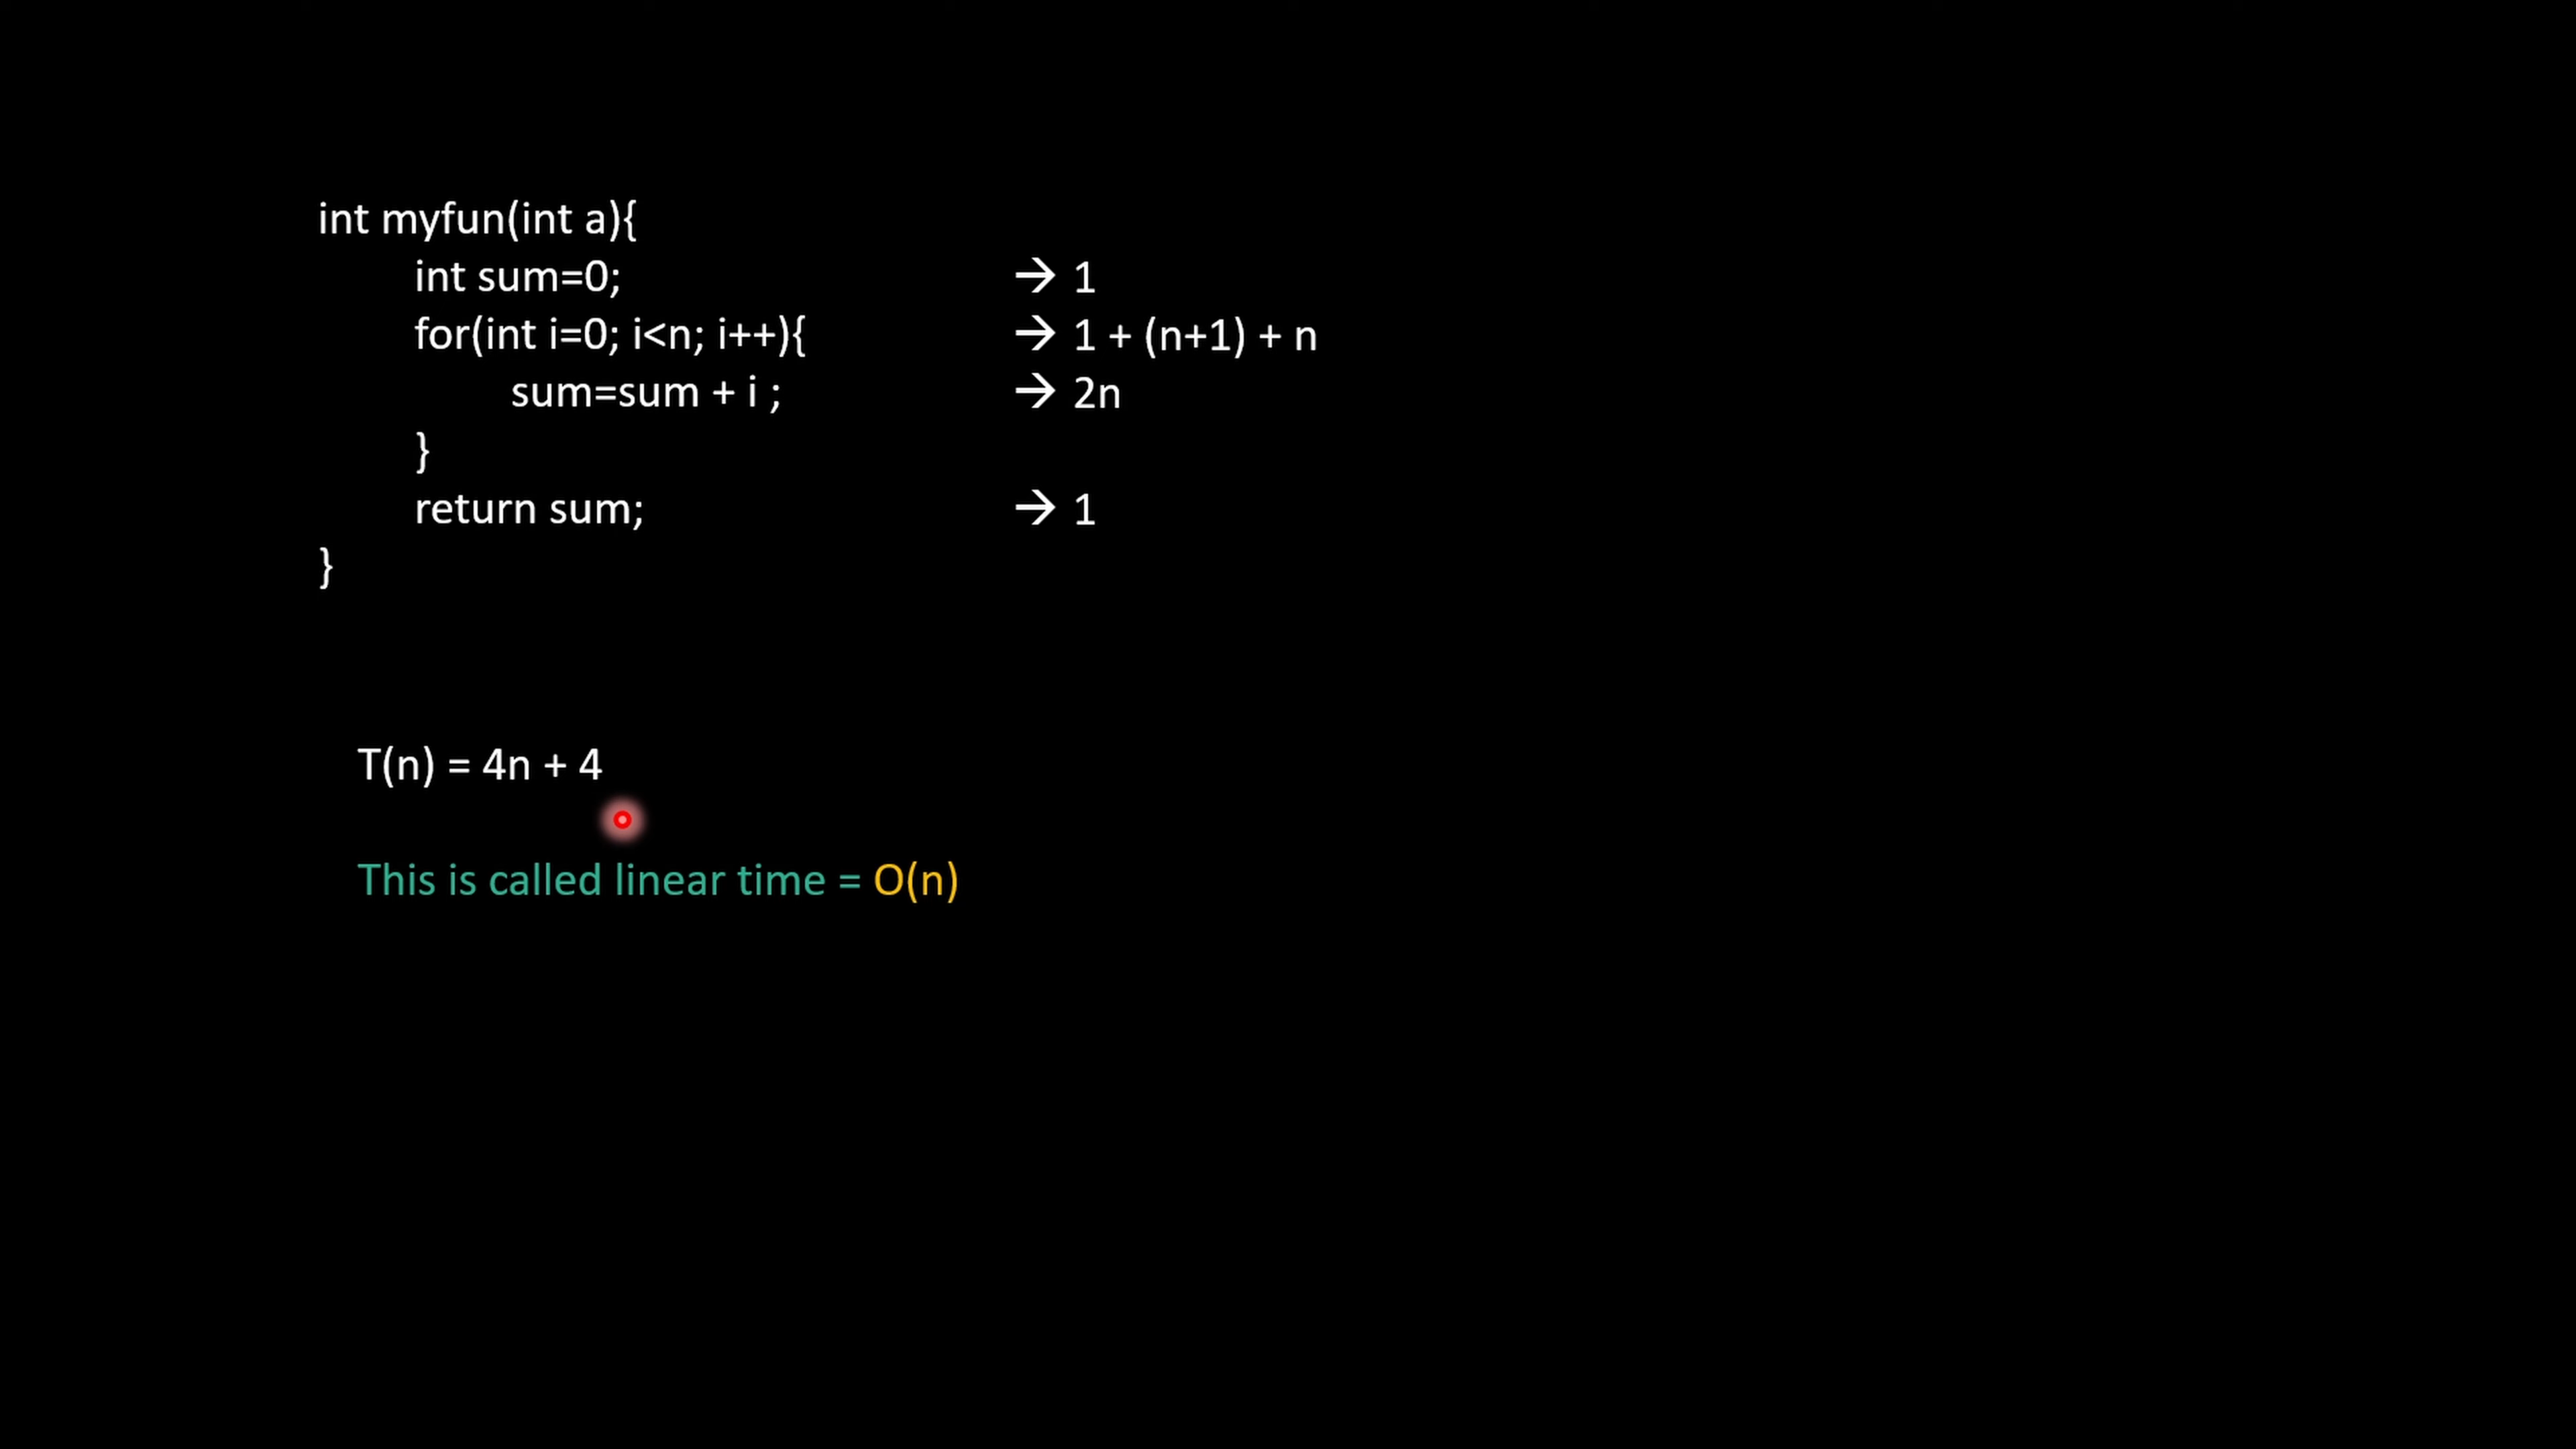 int myfun(int a){
int sum=0; → 1
for(int i=0; i<n; i++){ → 1 + (n+1) + n
sum=sum + i ; → 2n
}
return sum; → 1
}
T(n) = 4n + 4
This is called linear time = O(n)